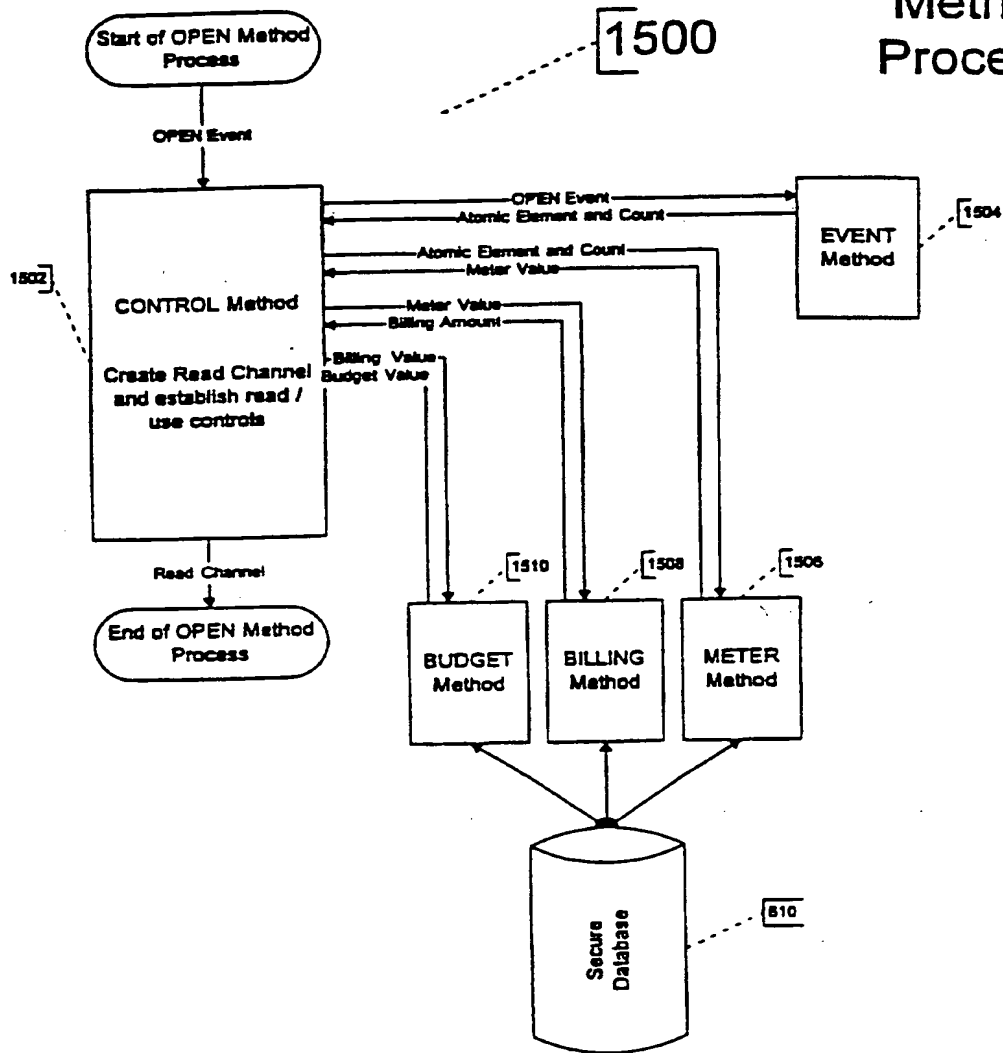 Start of OPEN Method
Process
1500
OPEN Event
OPEN Event
Atomic Element and Count
EVENT
Method
1504
1502
CONTROL Method
Create Read Channel
and establish read /
use controls
Atomic Element and Count
Meter Value
Meter Value
Billing Amount
Billing Value
Budget Value
Read Channel
End of OPEN Method
Process
1510
1508
1506
BUDGET
Method
BILLING
Method
METER
Method
Secure
Database
610